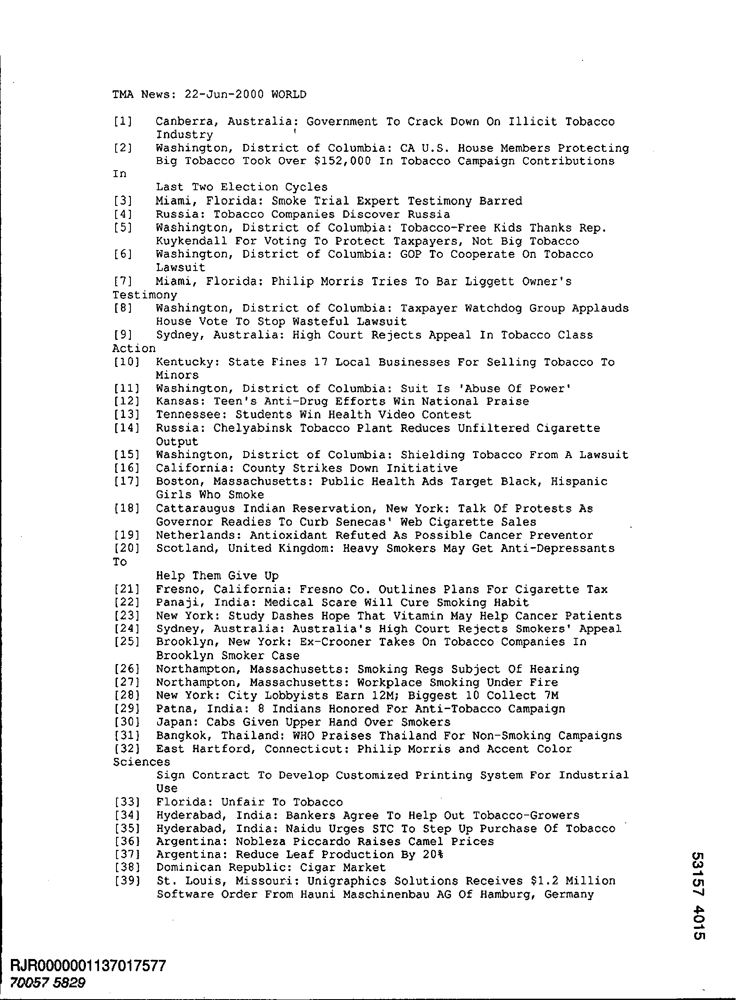 TMA News: 22-Jun-2000 WORLD
[1] Canberra, Australia: Government To Crack Down On Illicit Tobacco
Industry
[2] Washington, District of Columbia: CA U.S. House Members Protecting
Big Tobacco Took Over $152,000 In Tobacco Campaign Contributions
In
Last Two Election Cycles
[3] Miami, Florida: Smoke Trial Expert Testimony Barred
[4] Russia: Tobacco Companies Discover Russia
[5] Washington, District of Columbia: Tobacco-Free Kids Thanks Rep.
Kuykendall For Voting To Protect Taxpayers, Not Big Tobacco
[6] Washington, District of Columbia: GOP To Cooperate On Tobacco
Lawsuit
[7] Miami, Florida: Philip Morris Tries To Bar Liggett Owner's
Testimony
[8] Washington, District of Columbia: Taxpayer Watchdog Group Applauds
House Vote To Stop Wasteful Lawsuit
[9] Sydney, Australia: High Court Rejects Appeal In Tobacco Class
Action
[10] Kentucky: State Fines 17 Local Businesses For Selling Tobacco To
Minors
[11] Washington, District of Columbia: Suit Is 'Abuse Of Power'
[12] Kansas: Teen's Anti-Drug Efforts Win National Praise
[13] Tennessee: Students Win Health Video Contest
[14] Russia: Chelyabinsk Tobacco Plant Reduces Unfiltered Cigarette
Output
[15] Washington, District of Columbia: Shielding Tobacco From A Lawsuit
[16] California: County Strikes Down Initiative
[17] Boston, Massachusetts: Public Health Ads Target Black, Hispanic
Girls Who Smoke
[18] Cattaraugus Indian Reservation, New York: Talk Of Protests As
Governor Readies To Curb Senecas' Web Cigarette Sales
[19] Netherlands: Antioxidant Refuted As Possible Cancer Preventor
[20] Scotland, United Kingdom: Heavy Smokers May Get Anti-Depressants
To
Help Them Give Up
[21] Fresno, California: Fresno Co. Outlines Plans For Cigarette Tax
[22] Panaji, India: Medical Scare Will Cure Smoking Habit
[23] New York: Study Dashes Hope That Vitamin May Help Cancer Patients
[24] Sydney, Australia: Australia's High Court Rejects Smokers' Appeal
[25] Brooklyn, New York: Ex-Crooner Takes On Tobacco Companies In
Brooklyn Smoker Case
[26] Northampton, Massachusetts: Smoking Regs Subject Of Hearing
[27] Northampton, Massachusetts: Workplace Smoking Under Fire
[28] New York: City Lobbyists Earn 12M; Biggest 10 Collect 7M
[29] Patna, India: 8 Indians Honored For Anti-Tobacco Campaign
[30] Japan: Cabs Given Upper Hand Over Smokers
[31] Bangkok, Thailand: WHO Praises Thailand For Non-Smoking Campaigns
[32] East Hartford, Connecticut: Philip Morris and Accent Color
Sciences
Sign Contract To Develop Customized Printing System For Industrial
Use
[33] Florida: Unfair To Tobacco
[34] Hyderabad, India: Bankers Agree To Help Out Tobacco-Growers
[35] Hyderabad, India: Naidu Urges STC To Step Up Purchase Of Tobacco
[36] Argentina: Nobleza Piccardo Raises Camel Prices
[37] Argentina: Reduce Leaf Production By 20%
[38] Dominican Republic: Cigar Market
[39] St. Louis, Missouri: Unigraphics Solutions Receives $1.2 Million
Software Order From Hauni Maschinenbau AG Of Hamburg, Germany
53157 4015
RJR0000001137017577
70057 5829